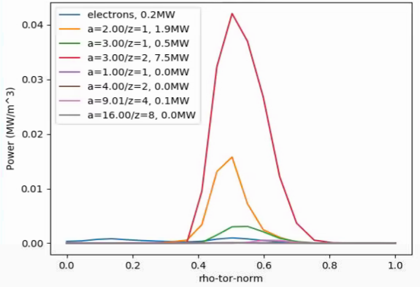 electrons, 0.2MW
a=2.00/z=1, 1.9MW
a=3.00/z=1, 0.5MW
a=3.00/z=2, 7.5MW
a=1.00/z=1, 0.0MW
a=4.00/z=2, 0.0MW
a=9.01/z=4, 0.1MW
a=16.00/z=8, 0.0MW
Power (MW/m^3)
0.04
0.03
0.02
0.01
0.00
0.0 0.2 0.4 0.6 0.8 1.0
rho-tor-norm